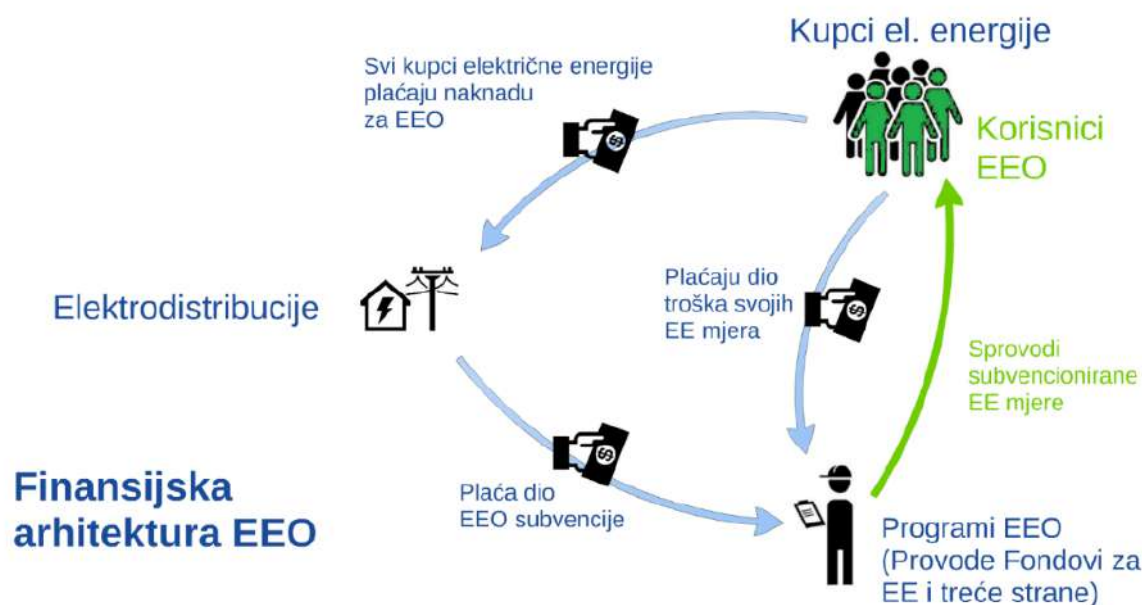 Kupci el. energije
Svi kupci električne energije
plaćaju naknadu
za EEO
Korisnici
EEO
Elektrodistribucije
Plaćaju dio
troška svojih
EE mjera
Sprovodi
subvencionirane
EE mjere
Finansijska
arhitektura EEO
Plaća dio
EEO subvencije
Programi EEO
(Provode Fondovi za
EE i treće strane)